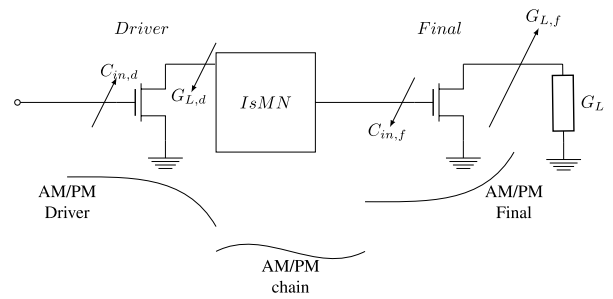 Driver
Final
G_{L,f}
C_{in,d}
G_{L,d}
IsMN
C_{in,f}
G_L
AM/PM
Driver
AM/PM
Final
AM/PM
chain